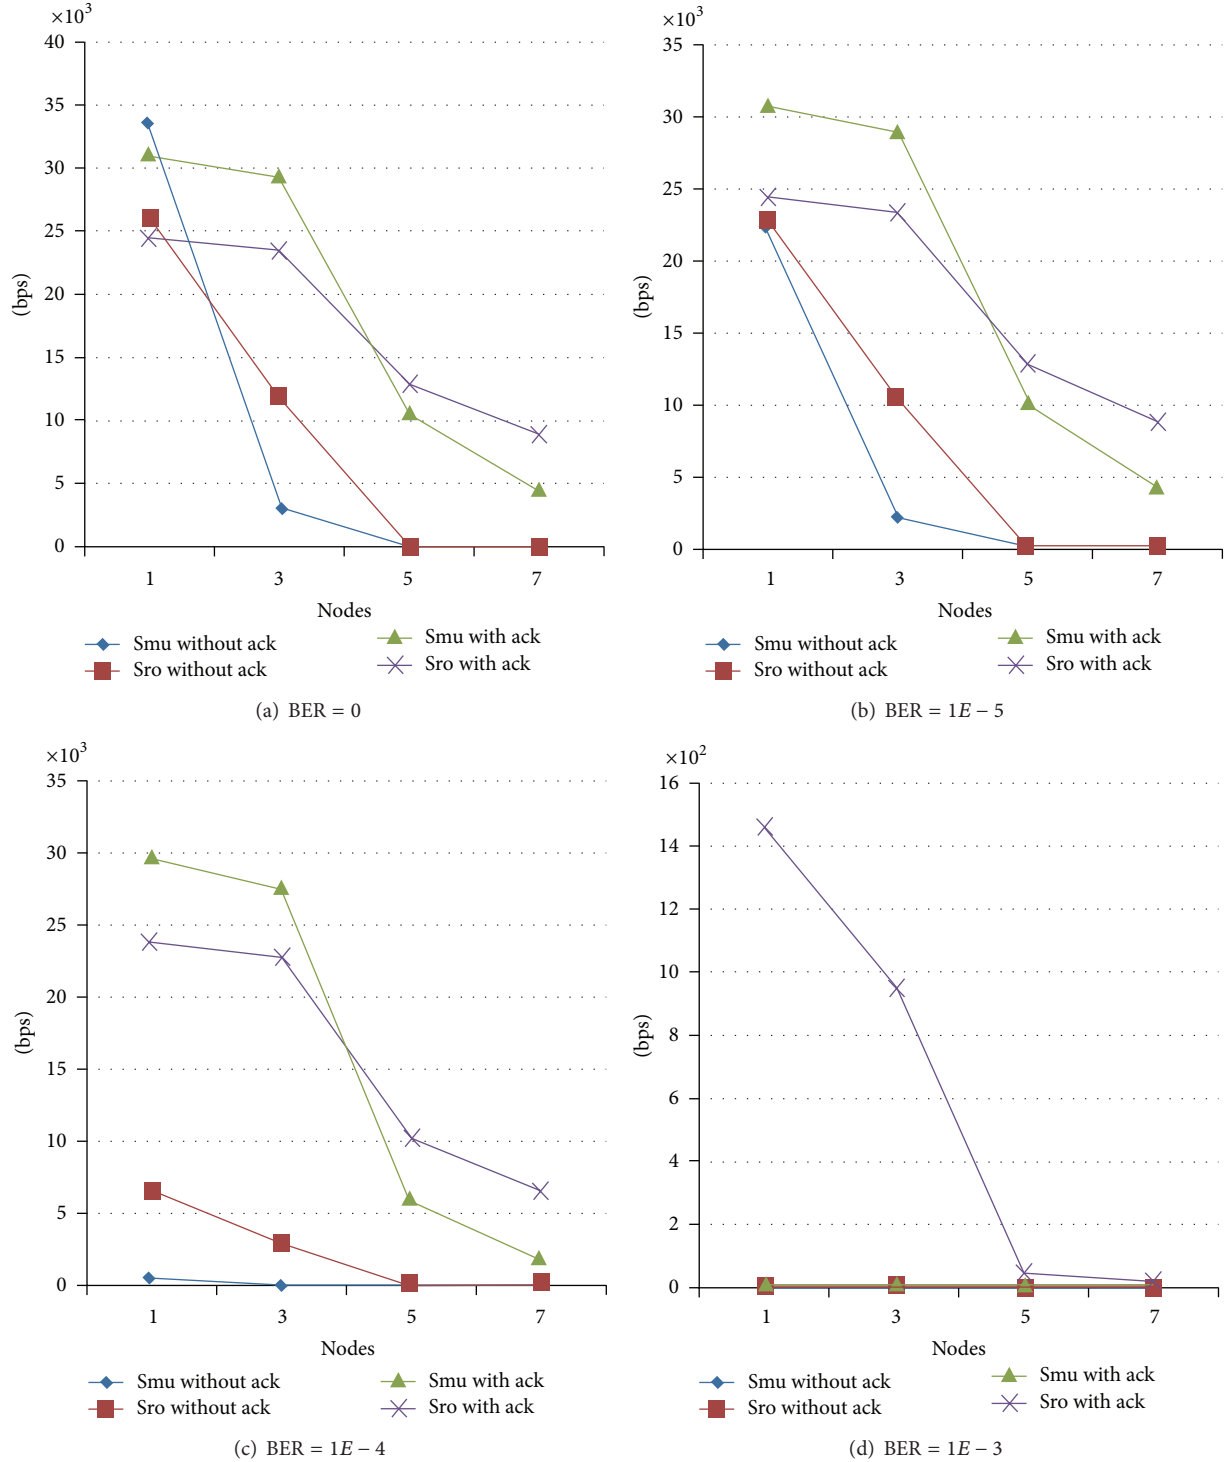 ×10³
40
35
30
25
20
15
10
5
0
(bps)
1 3 5 7
Nodes
Smu without ack
Sro without ack
Smu with ack
Sro with ack
(a) BER = 0
×10³
35
30
25
20
15
10
5
0
(bps)
1 3 5 7
Nodes
Smu without ack
Sro without ack
Smu with ack
Sro with ack
(b) BER = 1E − 5
×10³
35
30
25
20
15
10
5
0
(bps)
1 3 5 7
Nodes
Smu without ack
Sro without ack
Smu with ack
Sro with ack
(c) BER = 1E − 4
×10²
16
14
12
10
8
6
4
2
0
(bps)
1 3 5 7
Nodes
Smu without ack
Sro without ack
Smu with ack
Sro with ack
(d) BER = 1E − 3